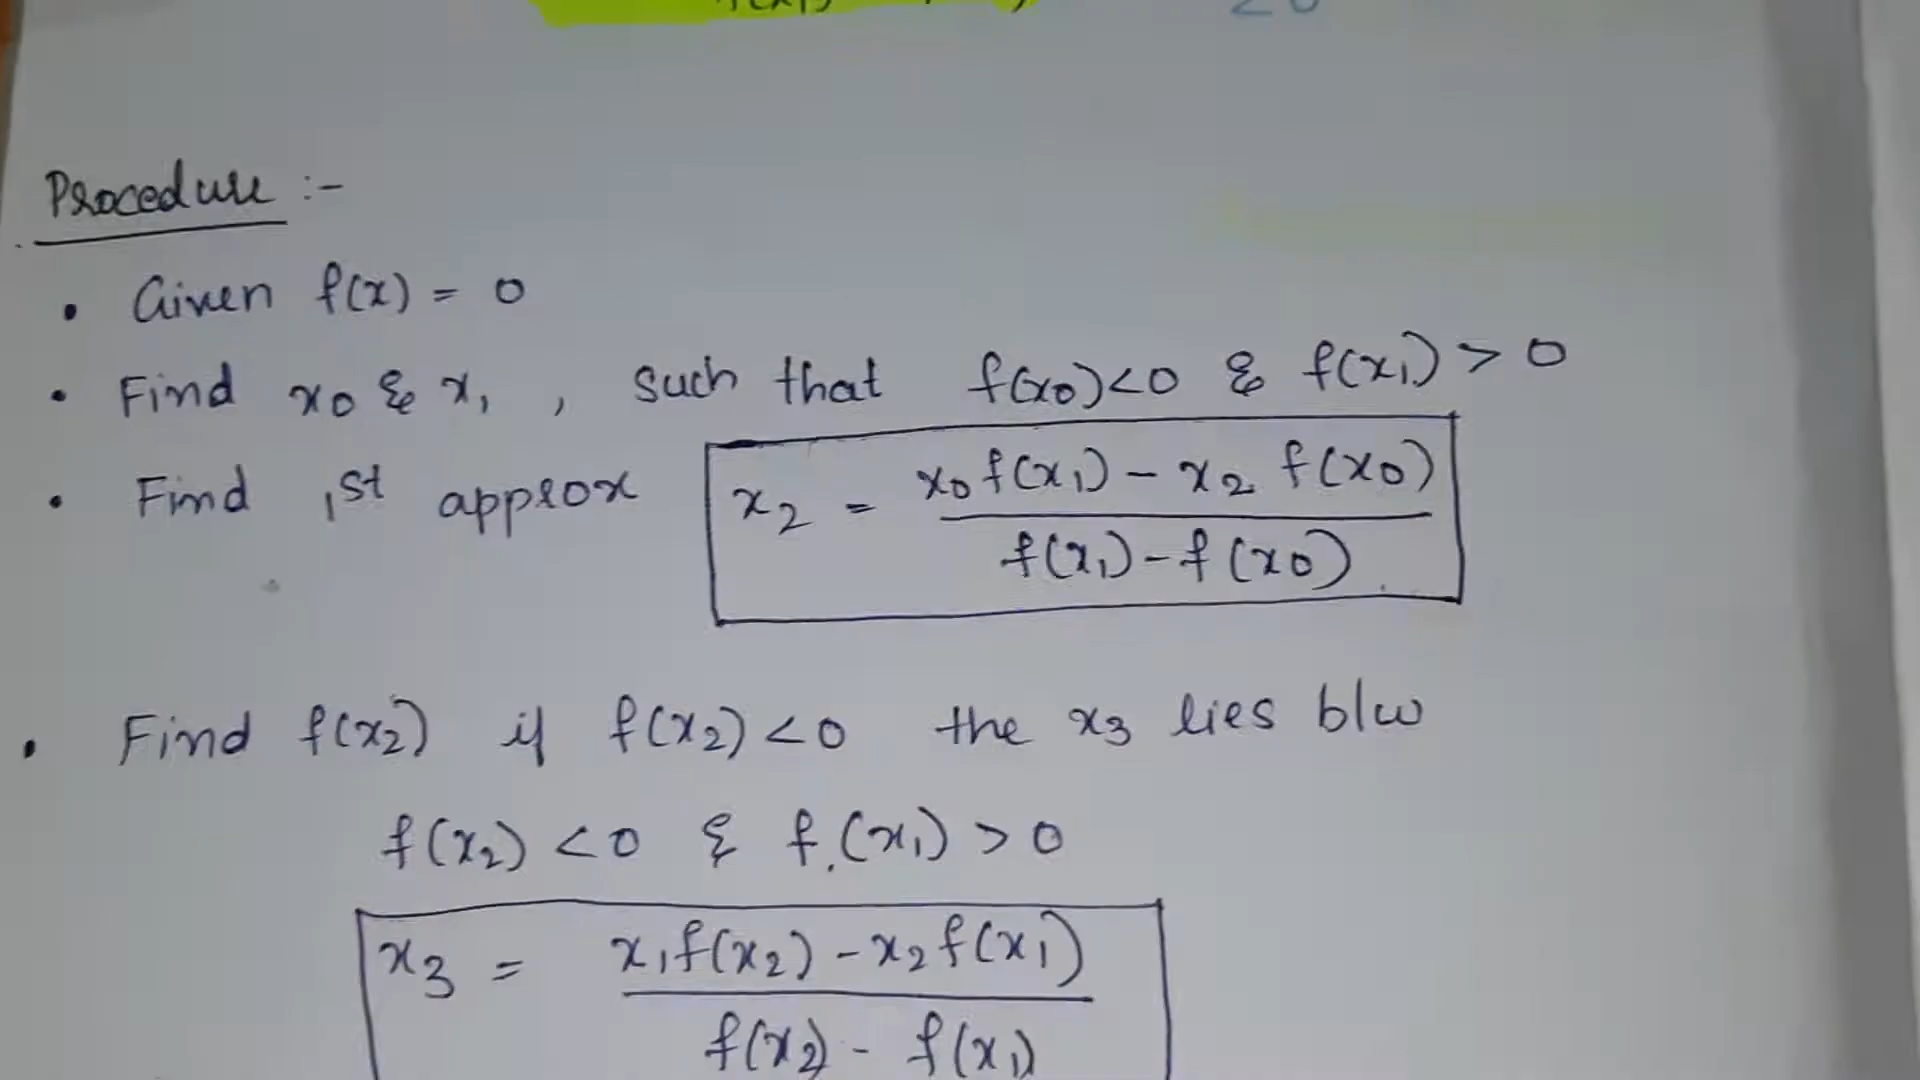 Procedure :-
• Given f(x) = 0
• Find x0 & x1 , such that f(x0)<0 & f(x1) > 0
• Find 1st approx x2 = x0 f(x1) - x2 f(x0) / f(x1) - f(x0)
• Find f(x2) if f(x2) <0 the x3 lies b/w
f(x2) <0 & f.(x1) > 0
x3 = x1 f(x2) - x2 f(x1) / f(x2) - f(x1)